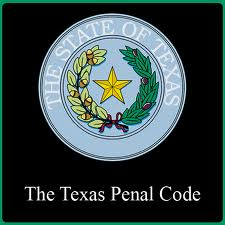 THE STATE OF TEXAS
The Texas Penal Code